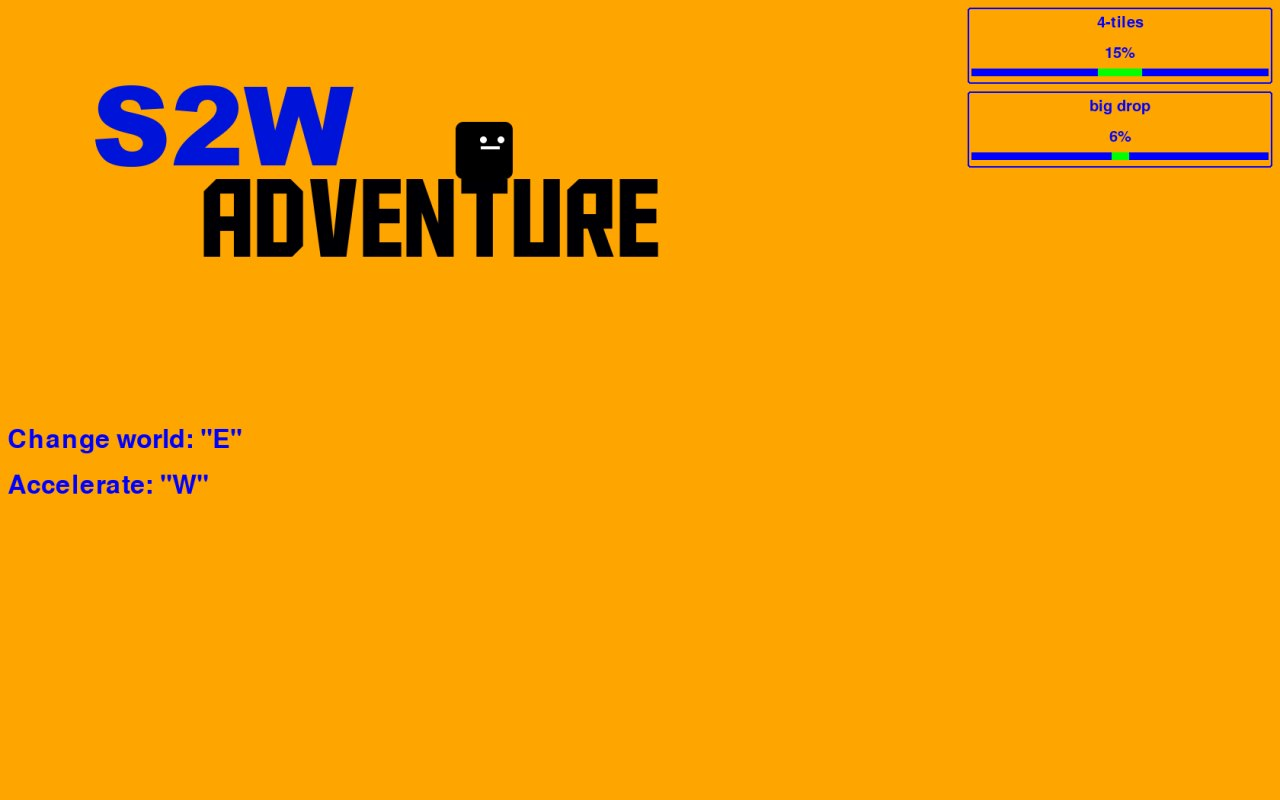 S2W
ADVENTURE
4-tiles
15%
big drop
6%
Change world: "E"
Accelerate: "W"